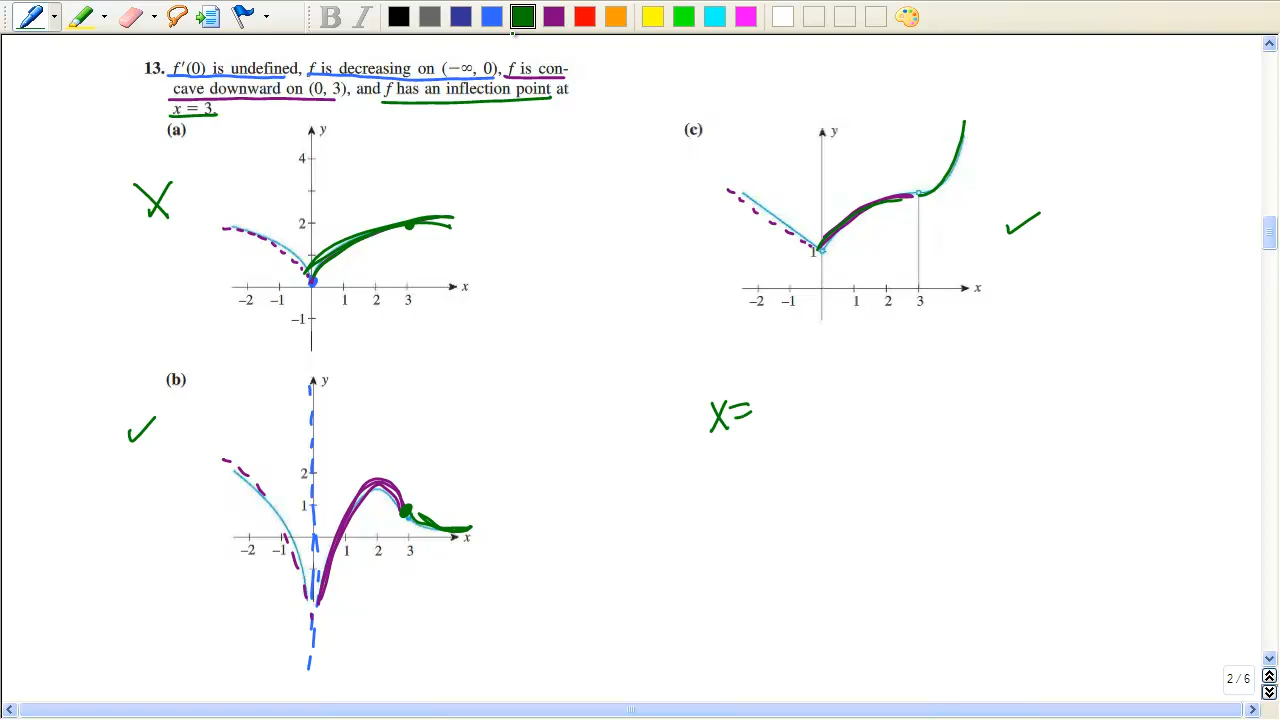 B I
13. f′(0) is undefined, f is decreasing on (−∞, 0), f is con-
cave downward on (0, 3), and f has an inflection point at
x = 3.
(a)
y
4
2
−2 −1 1 2 3 x
−1
(c)
y
1
−2 −1 1 2 3 x
(b)
y
2
1
−2 −1 1 2 3 x
x=
2 / 6